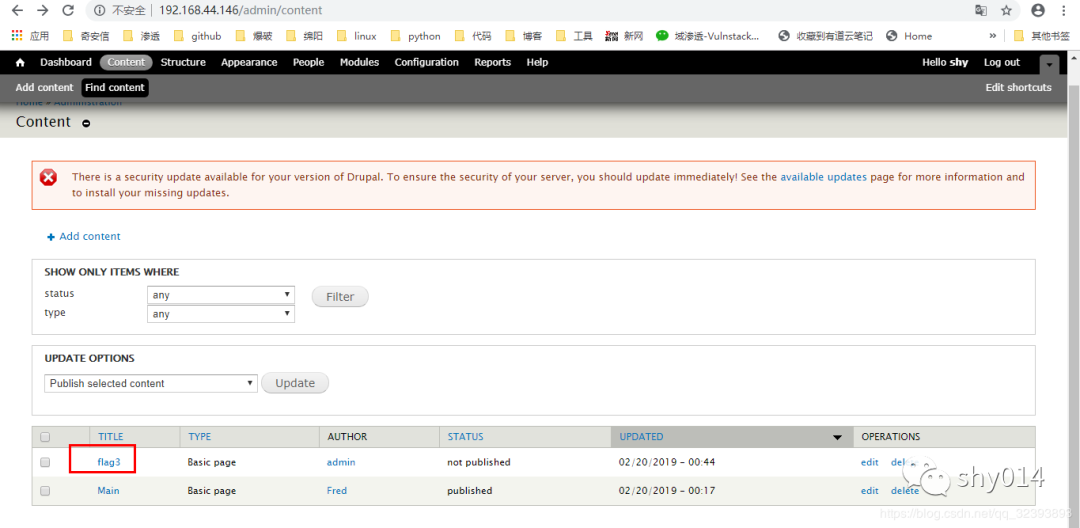 不安全 | 192.168.44.146/admin/content
应用 奇安信 渗透 github 爆破 绵阳 linux python 代码 博客 工具 新网 域渗透-Vulnstack... 收藏到有道云笔记 Home » 其他书签
Dashboard Content Structure Appearance People Modules Configuration Reports Help Hello shy Log out
Add content Find content Edit shortcuts
Home » Administration
Content
There is a security update available for your version of Drupal. To ensure the security of your server, you should update immediately! See the available updates page for more information and
to install your missing updates.
+ Add content
SHOW ONLY ITEMS WHERE
status any Filter
type any
UPDATE OPTIONS
Publish selected content Update
TITLE TYPE AUTHOR STATUS UPDATED OPERATIONS
flag3 Basic page admin not published 02/20/2019 - 00:44 edit delete
Main Basic page Fred published 02/20/2019 - 00:17 edit delete
shy014
https://blog.csdn.net/qq_32393893